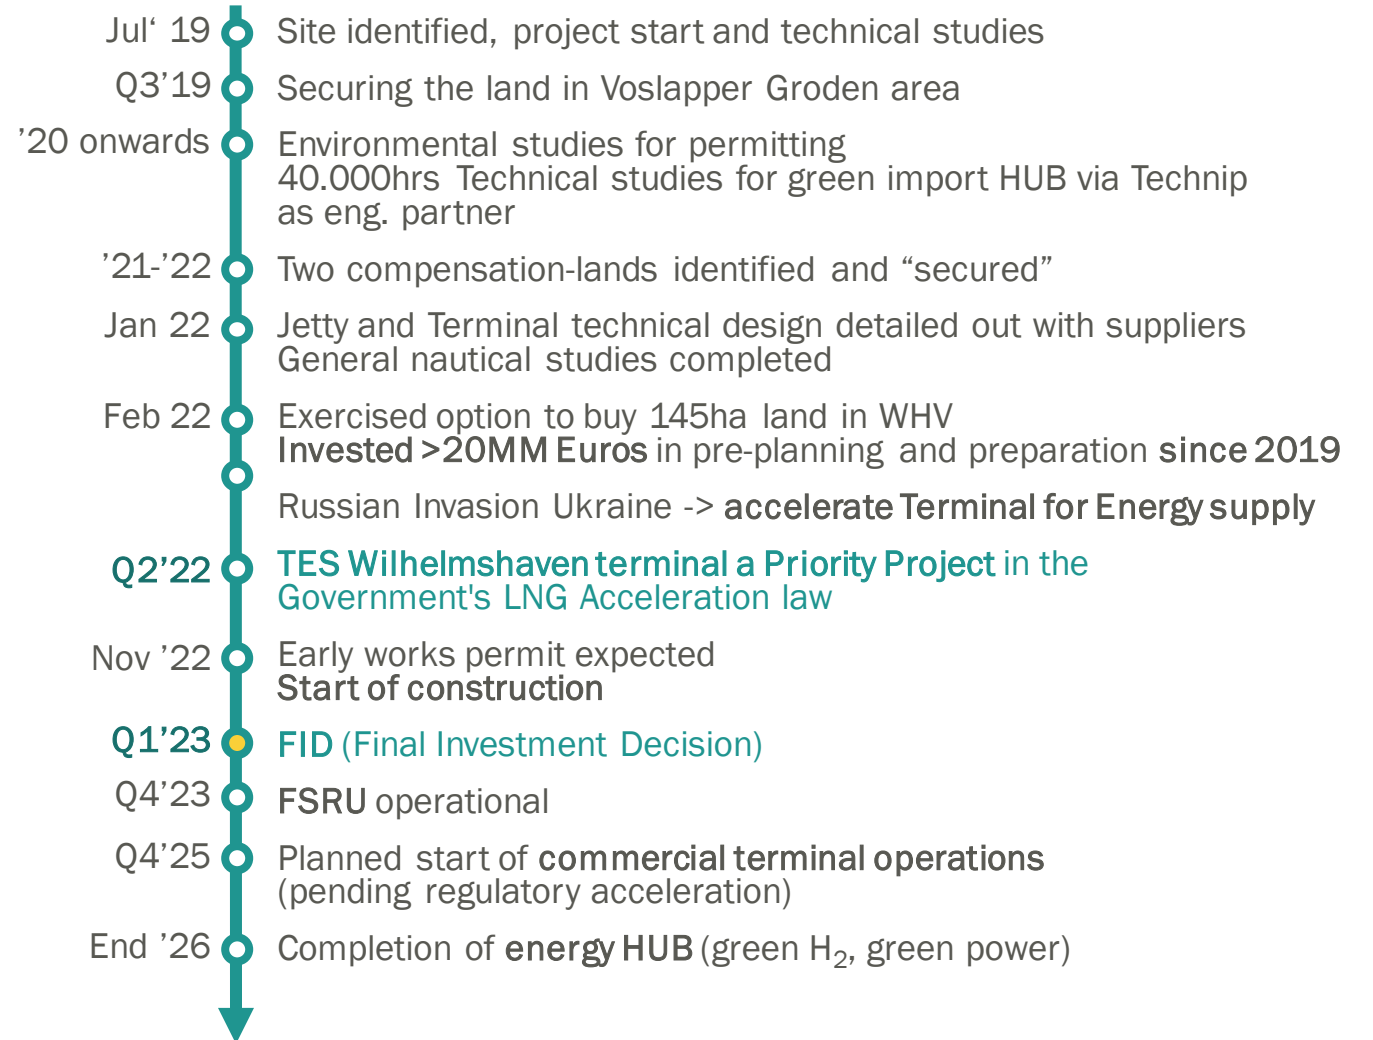 Jul‘ 19 Site identified, project start and technical studies
Q3’19 Securing the land in Voslapper Groden area
’20 onwards Environmental studies for permitting
40.000hrs Technical studies for green import HUB via Technip
as eng. partner
’21-’22 Two compensation-lands identified and “secured”
Jan 22 Jetty and Terminal technical design detailed out with suppliers
General nautical studies completed
Feb 22 Exercised option to buy 145ha land in WHV
Invested >20MM Euros in pre-planning and preparation since 2019
Russian Invasion Ukraine -> accelerate Terminal for Energy supply
Q2’22 TES Wilhelmshaven terminal a Priority Project in the
Government's LNG Acceleration law
Nov ’22 Early works permit expected
Start of construction
Q1’23 FID (Final Investment Decision)
Q4’23 FSRU operational
Q4’25 Planned start of commercial terminal operations
(pending regulatory acceleration)
End ’26 Completion of energy HUB (green H₂, green power)